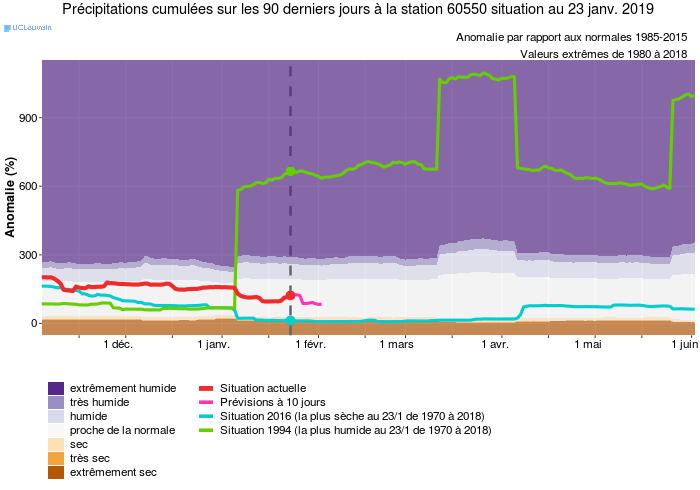 Précipitations cumulées sur les 90 derniers jours à la station 60550 situation au 23 janv. 2019
UCLouvain
Anomalie par rapport aux normales 1985-2015
Valeurs extrêmes de 1980 à 2018
Anomalie (%)
900
600
300
0
1 déc.
1 janv.
1 févr.
1 mars
1 avr.
1 mai
1 juin
extrêmement humide
très humide
humide
proche de la normale
sec
très sec
extrêmement sec
Situation actuelle
Prévisions à 10 jours
Situation 2016 (la plus sèche au 23/1 de 1970 à 2018)
Situation 1994 (la plus humide au 23/1 de 1970 à 2018)